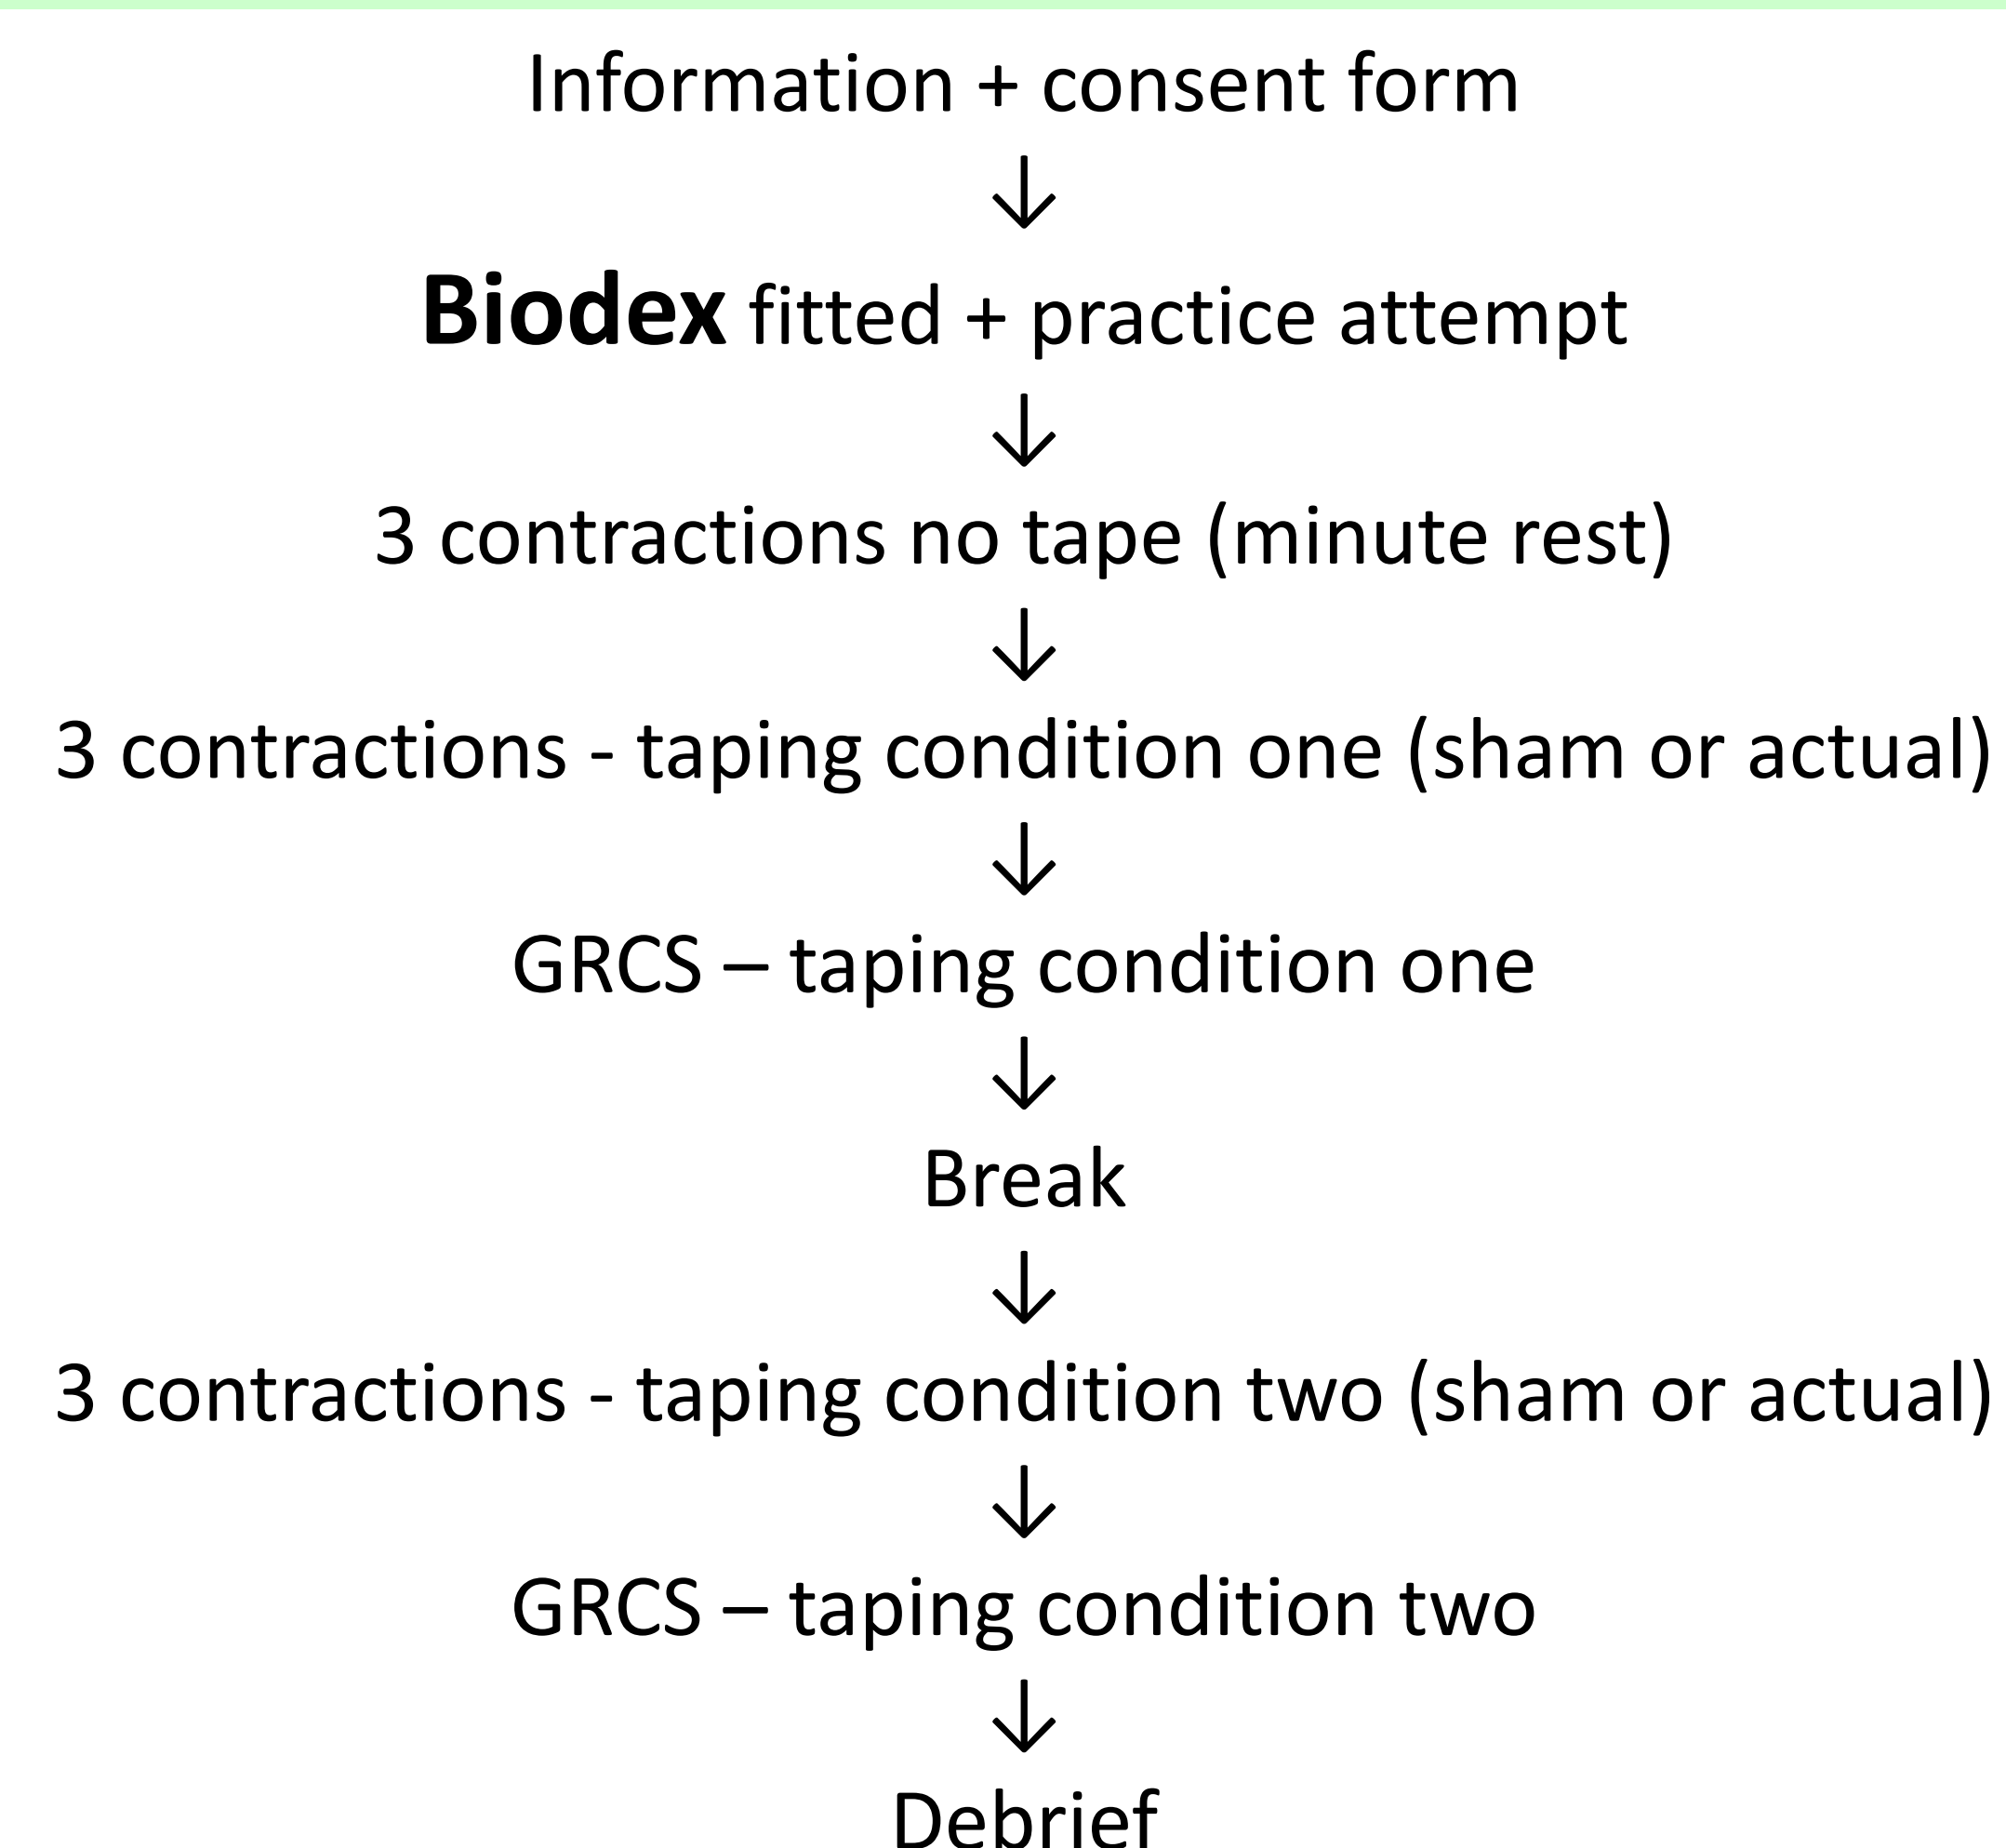 Information + consent form
↓
Biodex fitted + practice attempt
↓
3 contractions no tape (minute rest)
↓
3 contractions - taping condition one (sham or actual)
↓
GRCS – taping condition one
↓
Break
↓
3 contractions - taping condition two (sham or actual)
↓
GRCS – taping condition two
↓
Debrief